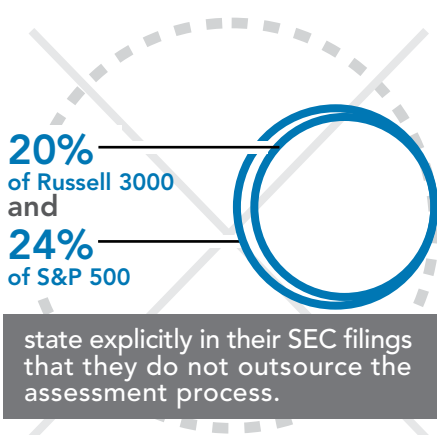 20%
of Russell 3000
and
24%
of S&P 500
state explicitly in their SEC filings
that they do not outsource the
assessment process.